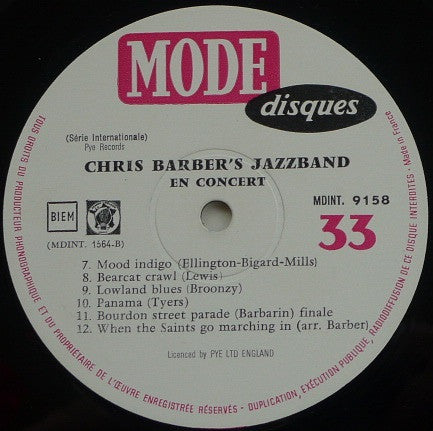 MODE
disques
(Série Internationale)
Pye Records
CHRIS BARBER'S JAZZBAND
EN CONCERT
BIEM
MDINT. 9158
(MDINT. 1564-B)
33
7. Mood indigo (Ellington-Bigard-Mills)
8. Bearcat crawl (Lewis)
9. Lowland blues (Broonzy)
10. Panama (Tyers)
11. Bourdon street parade (Barbarin) finale
12. When the Saints go marching in (arr. Barber)
Licenced by PYE LTD ENGLAND
TOUS DROITS DU PRODUCTEUR PHONOGRAPHIQUE ET DU PROPRIÉTAIRE DE L'ŒUVRE ENREGISTRÉE RÉSERVÉS - DUPLICATION, EXÉCUTION PUBLIQUE, RADIODIFFUSION DE CE DISQUE INTERDITES - Made in France